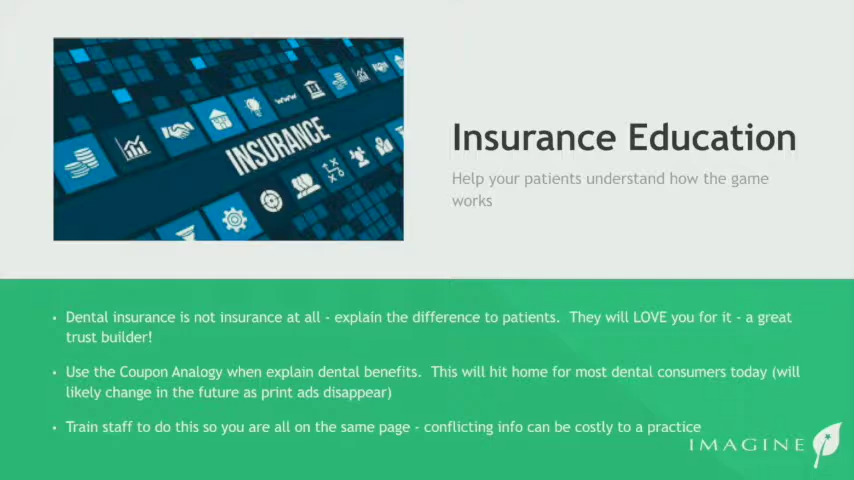 www
INSURANCE
Insurance Education
Help your patients understand how the game
works
• Dental insurance is not insurance at all - explain the difference to patients.  They will LOVE you for it - a great
trust builder!
• Use the Coupon Analogy when explain dental benefits.  This will hit home for most dental consumers today (will
likely change in the future as print ads disappear)
• Train staff to do this so you are all on the same page - conflicting info can be costly to a practice
IMAGINE